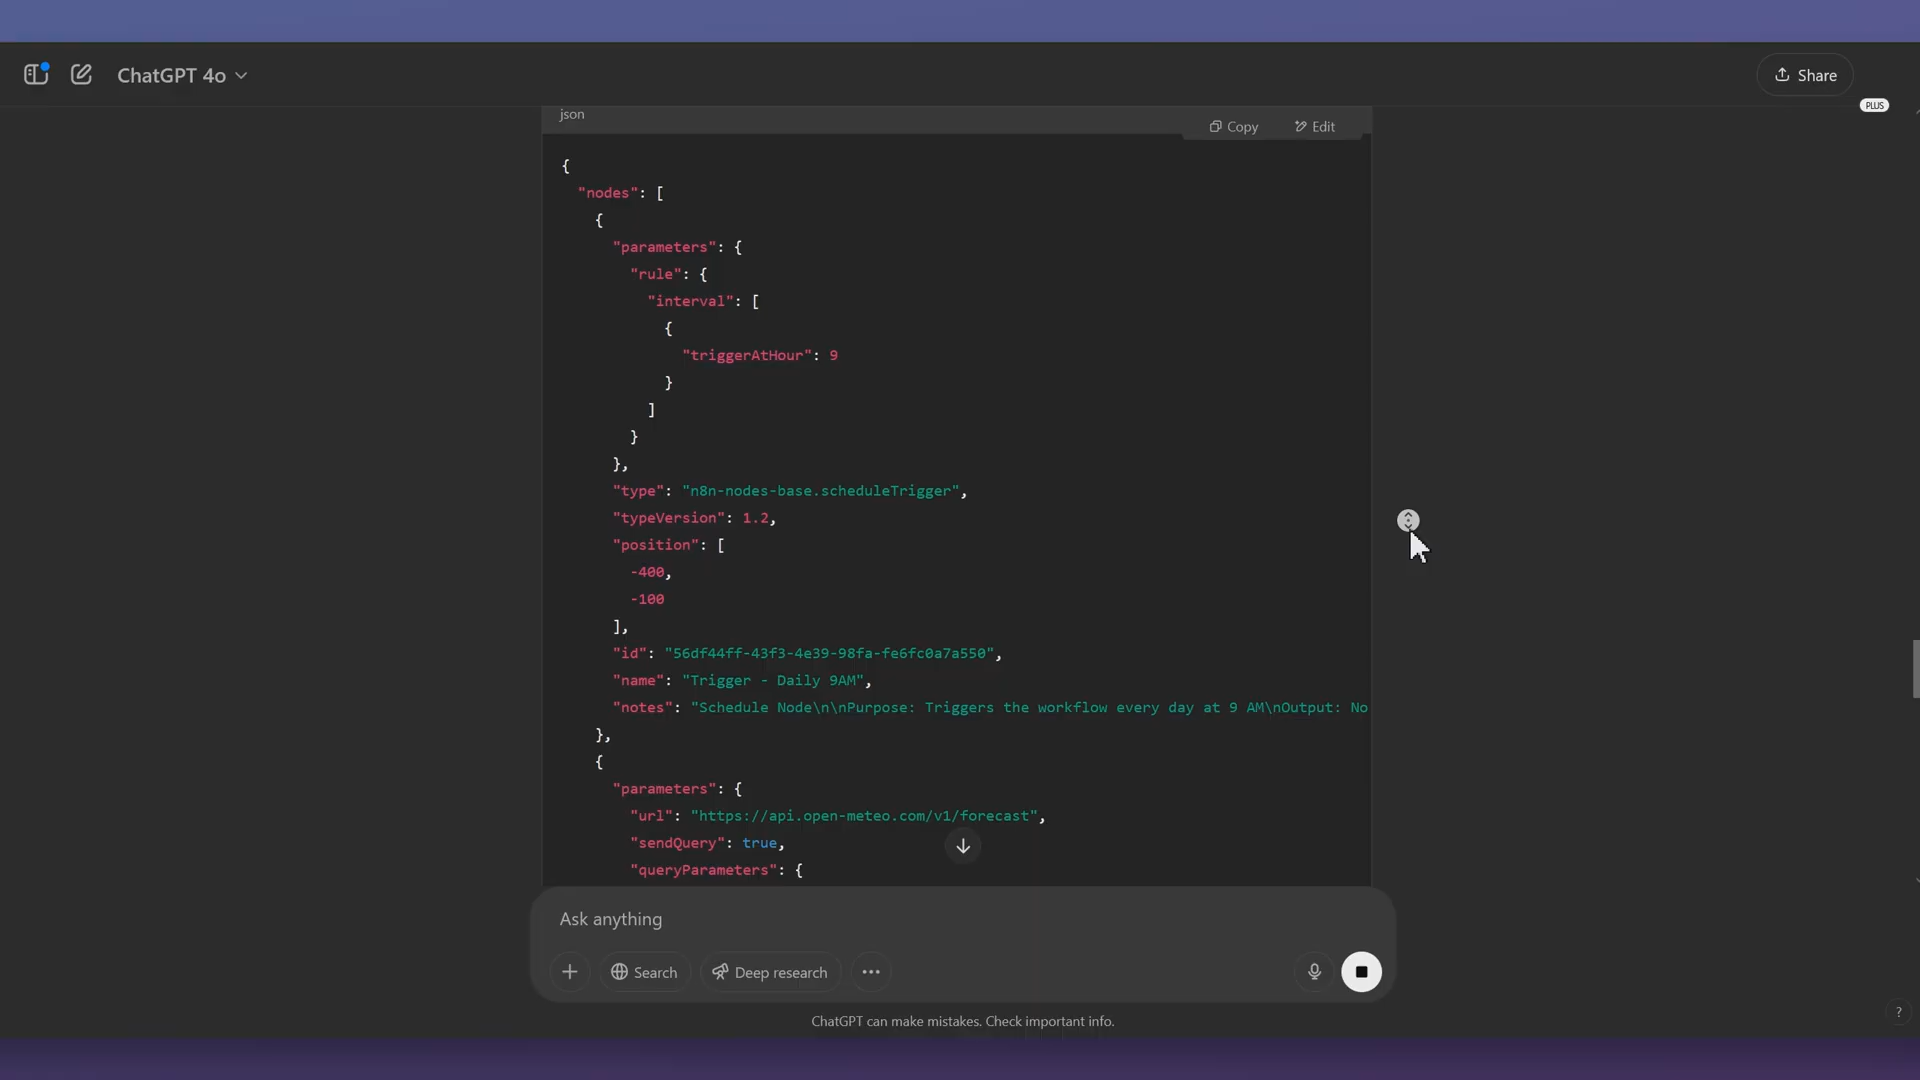 ChatGPT 4o
Share
PLUS
json
Copy
Edit
{
"nodes": [
{
"parameters": {
"rule": {
"interval": [
{
"triggerAtHour": 9
}
]
}
},
"type": "n8n-nodes-base.scheduleTrigger",
"typeVersion": 1.2,
"position": [
-400,
-100
],
"id": "56df44ff-43f3-4e39-98fa-fe6fc0a7a550",
"name": "Trigger - Daily 9AM",
"notes": "Schedule Node\n\nPurpose: Triggers the workflow every day at 9 AM\nOutput: No
},
{
"parameters": {
"url": "https://api.open-meteo.com/v1/forecast",
"sendQuery": true,
"queryParameters": {
Ask anything
Search
Deep research
ChatGPT can make mistakes. Check important info.
?